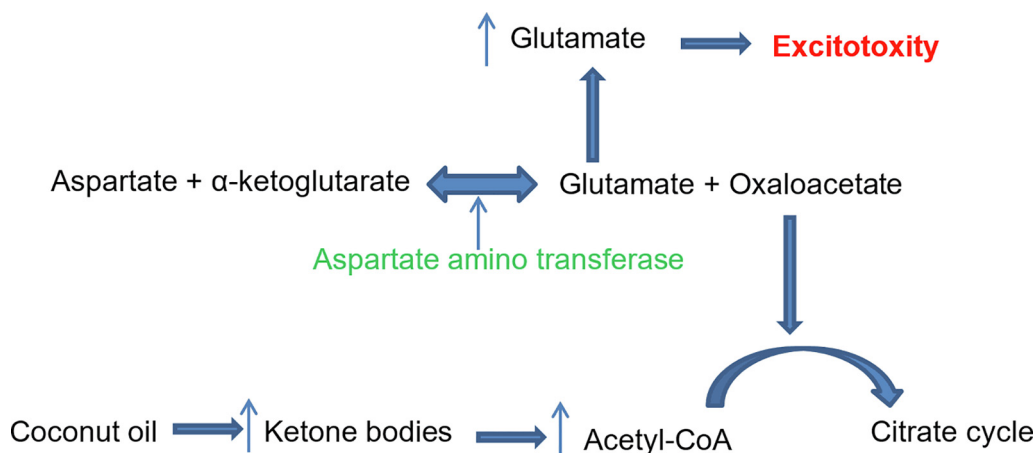 Glutamate
Excitotoxity
Aspartate + α-ketoglutarate
Glutamate + Oxaloacetate
Aspartate amino transferase
Coconut oil
Ketone bodies
Acetyl-CoA
Citrate cycle